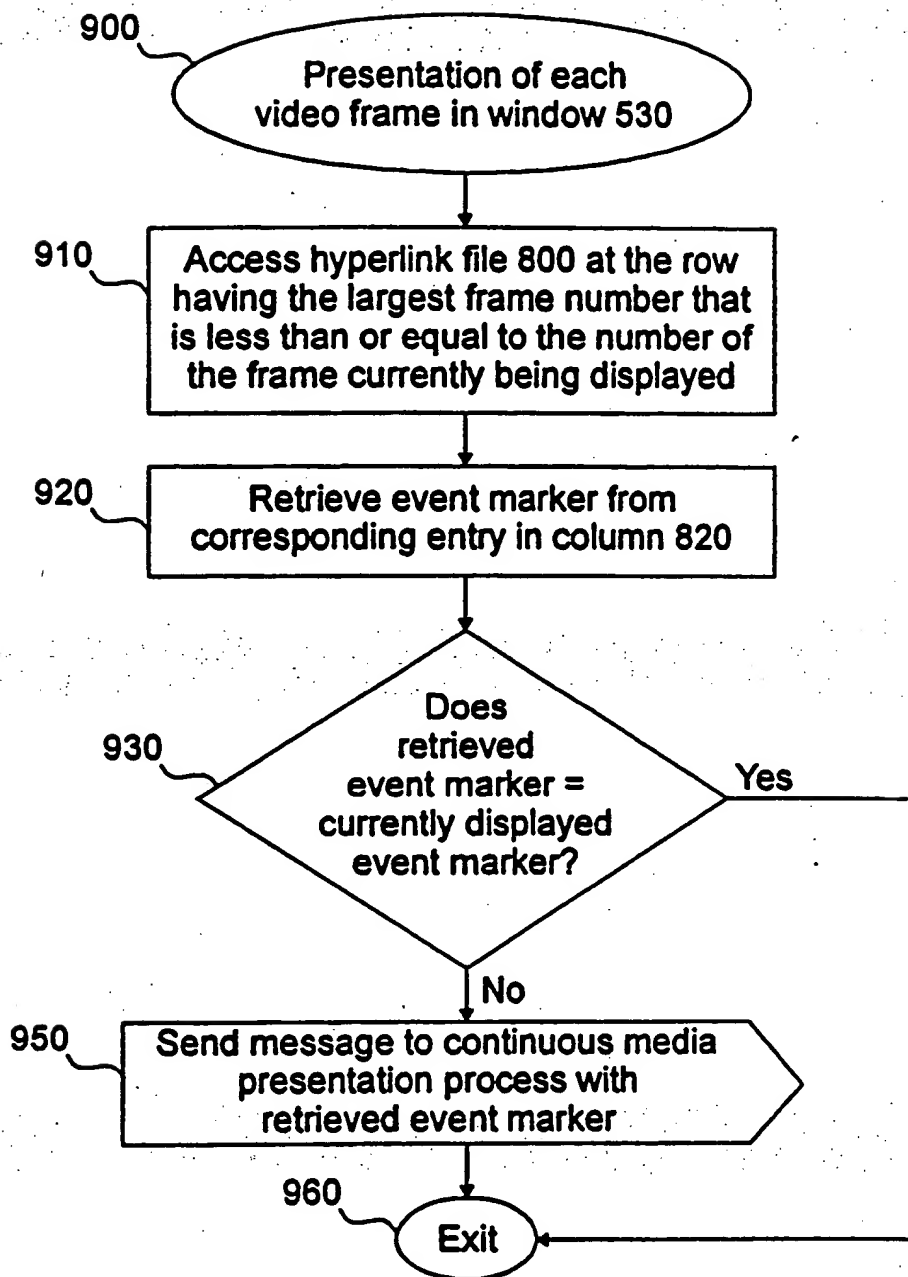 900
Presentation of each
video frame in window 530
910
Access hyperlink file 800 at the row
having the largest frame number that
is less than or equal to the number of
the frame currently being displayed
920
Retrieve event marker from
corresponding entry in column 820
930
Does
retrieved
event marker =
currently displayed
event marker?
Yes
No
950
Send message to continuous media
presentation process with
retrieved event marker
960
Exit